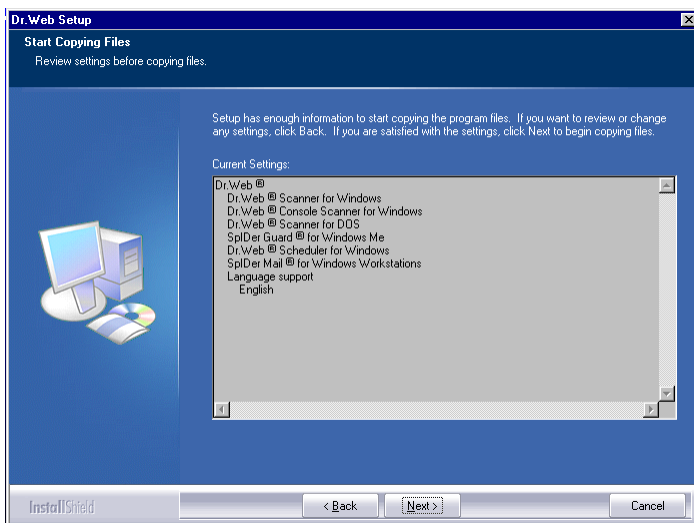 Dr.Web Setup
Start Copying Files
Review settings before copying files.
Setup has enough information to start copying the program files. If you want to review or change
any settings, click Back. If you are satisfied with the settings, click Next to begin copying files.
Current Settings:
Dr.Web ®
Dr.Web ® Scanner for Windows
Dr.Web ® Console Scanner for Windows
Dr.Web ® Scanner for DOS
SpIDer Guard ® for Windows Me
Dr.Web ® Scheduler for Windows
SpIDer Mail ® for Windows Workstations
Language support
English
InstallShield
< Back
Next >
Cancel